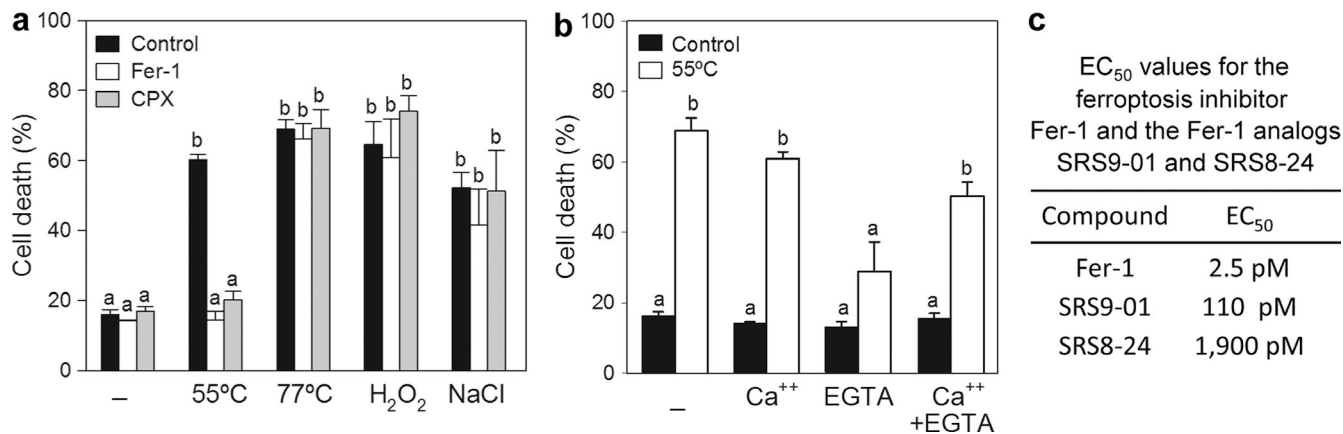 a
Cell death (%)
100
80
60
40
20
0
Control
Fer-1
CPX
a a a
b a a
b b b
b b b
b b b
– 55ºC 77ºC H₂O₂ NaCl
b
Cell death (%)
100
80
60
40
20
0
Control
55ºC
a b
a b
a a
a b
– Ca⁺⁺ EGTA Ca⁺⁺
+EGTA
c
EC₅₀ values for the
ferroptosis inhibitor
Fer-1 and the Fer-1 analogs
SRS9-01 and SRS8-24
Compound EC₅₀
Fer-1 2.5 pM
SRS9-01 110 pM
SRS8-24 1,900 pM